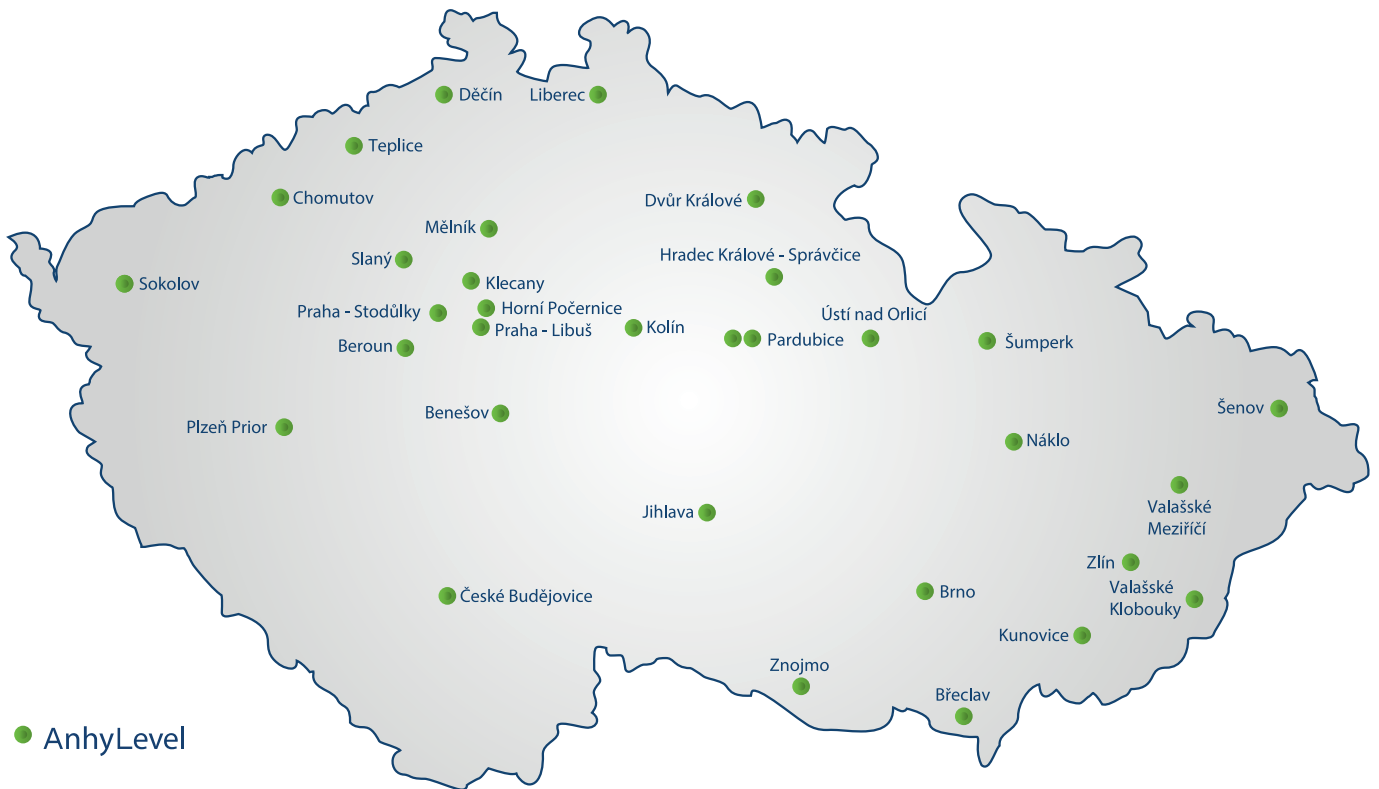 Děčín
Liberec
Teplice
Chomutov
Dvůr Králové
Mělník
Slaný
Hradec Králové - Správčice
Sokolov
Klecany
Horní Počernice
Praha - Stodůlky
Praha - Libuš
Kolín
Ústí nad Orlicí
Pardubice
Šumperk
Beroun
Benešov
Šenov
Plzeň Prior
Náklo
Jihlava
Valašské
Meziříčí
Zlín
Valašské
Klobouky
České Budějovice
Brno
Kunovice
Znojmo
Břeclav
AnhyLevel